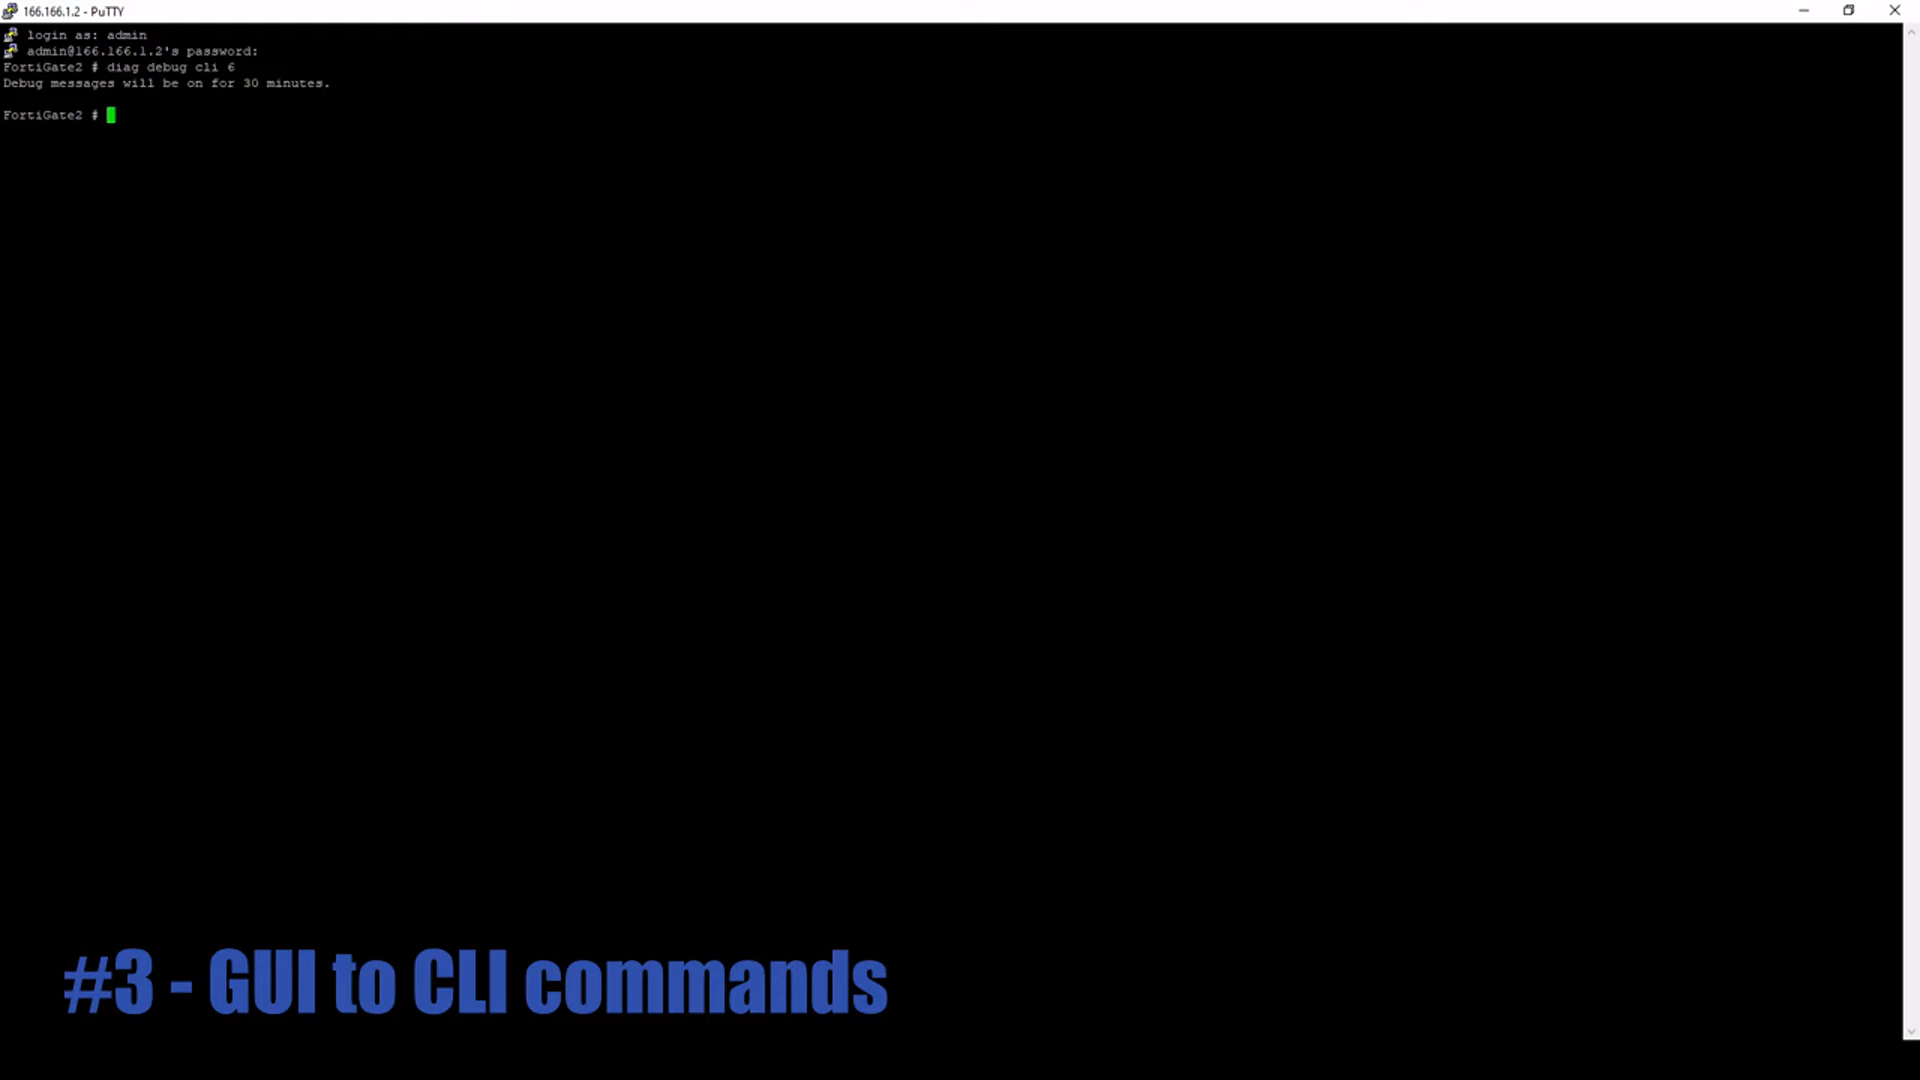 166.166.1.2 - PuTTY
login as: admin
admin@166.166.1.2's password:
FortiGate2 # diag debug cli 6
Debug messages will be on for 30 minutes.
FortiGate2 #
#3 - GUI to CLI commands